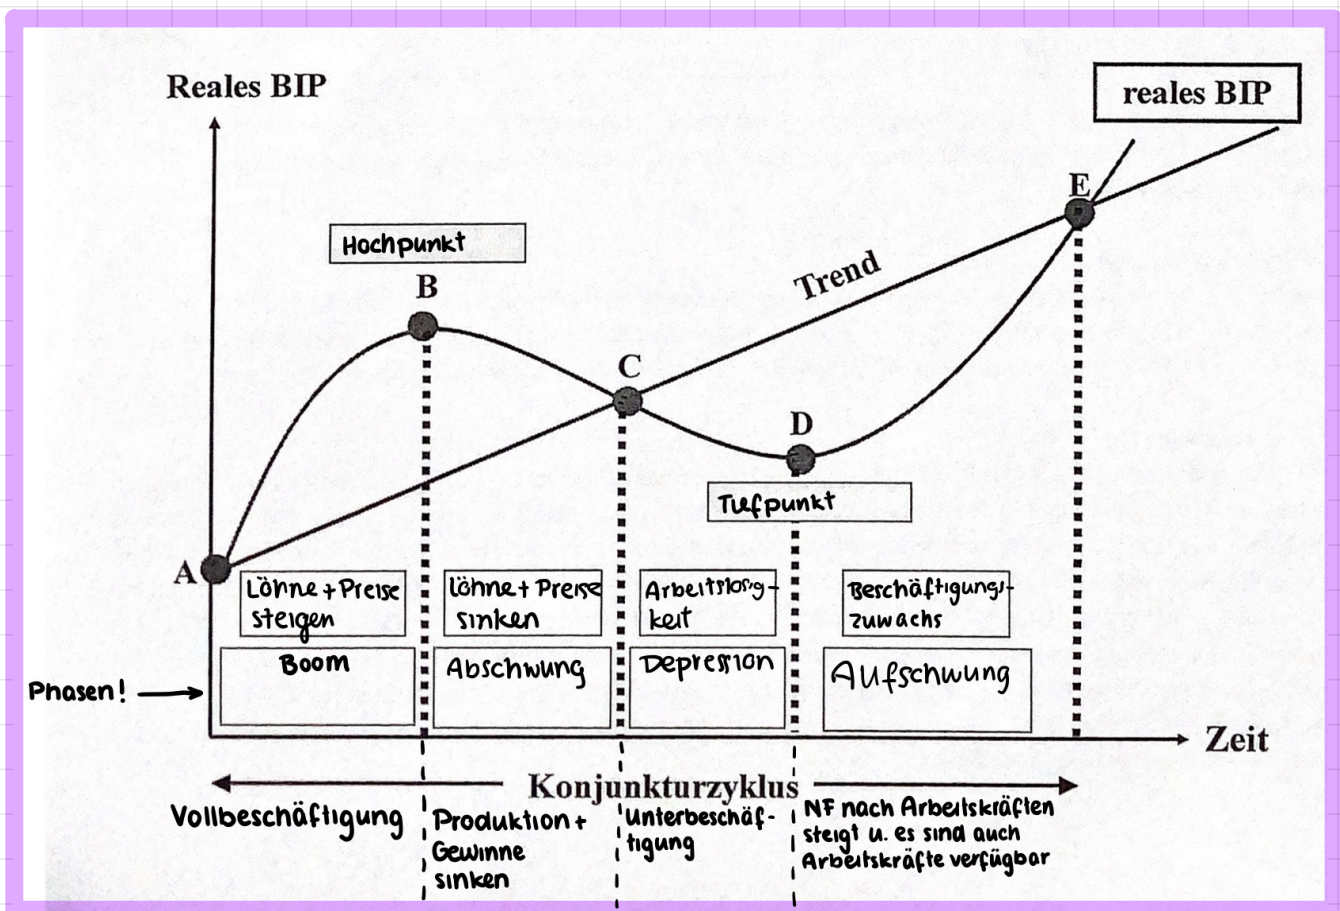 Reales BIP
reales BIP
E
Hochpunkt
B
Trend
C
D
Tiefpunkt
A
Löhne + Preise
steigen
Löhne + Preise
sinken
Arbeitslosig-
keit
Beschäftigungs-
zuwachs
Phasen!
Boom
Abschwung
Depression
Aufschwung
Zeit
Konjunkturzyklus
Vollbeschäftigung
Produktion +
Gewinne
sinken
Unterbeschäf-
tigung
NF nach Arbeitskräften
steigt u. es sind auch
Arbeitskräfte verfügbar